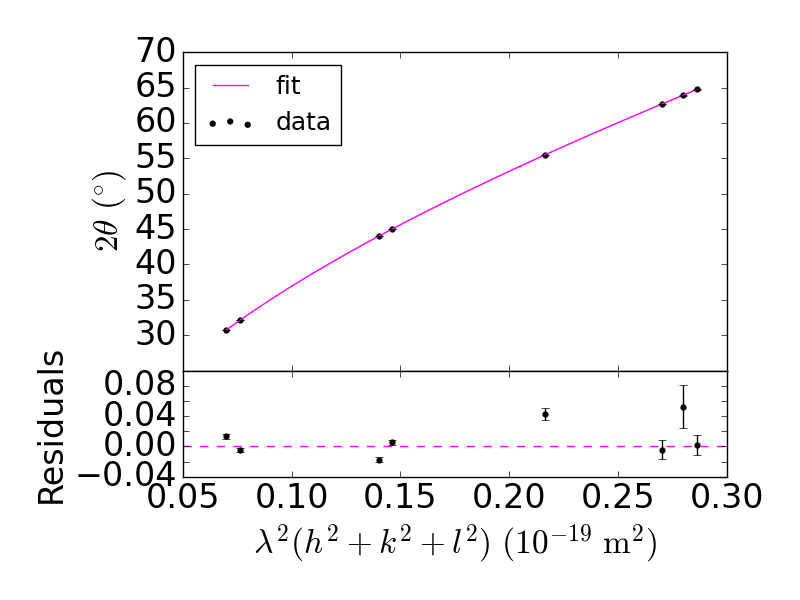 70
65
60
55
50
45
40
35
30
2θ (°)
fit
data
0.08
0.04
0.00
−0.04
Residuals
0.05 0.10 0.15 0.20 0.25 0.30
λ²(h² + k² + l²) (10⁻¹⁹ m²)